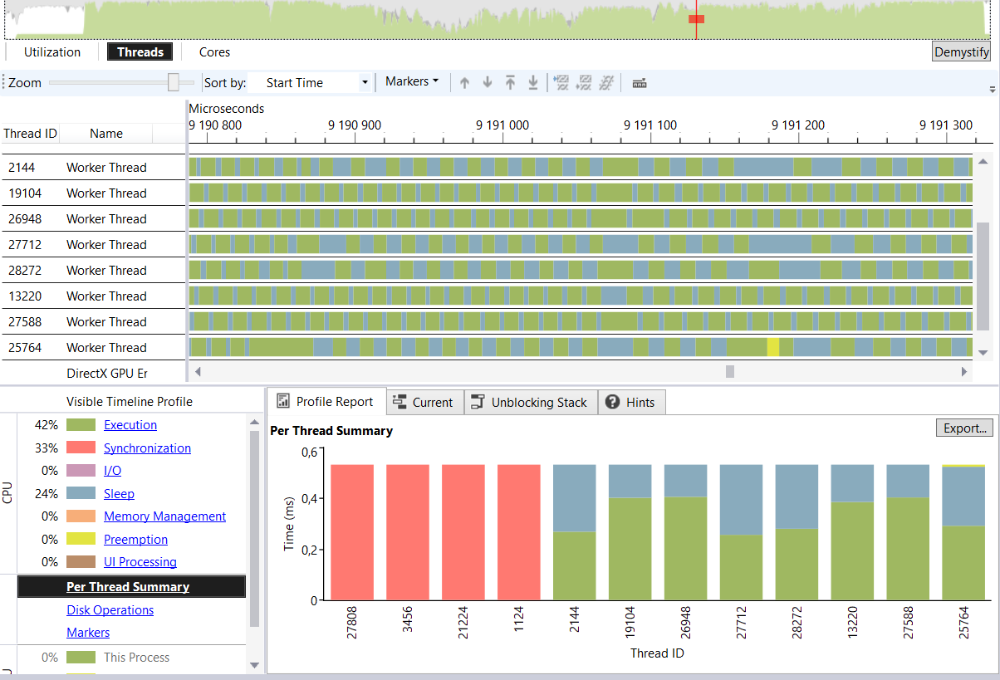 Utilization Threads Cores Demystify
Zoom Sort by: Start Time Markers
Microseconds
9 190 800 9 190 900 9 191 000 9 191 100 9 191 200 9 191 300
Thread ID Name
2144 Worker Thread
19104 Worker Thread
26948 Worker Thread
27712 Worker Thread
28272 Worker Thread
13220 Worker Thread
27588 Worker Thread
25764 Worker Thread
DirectX GPU Er
Visible Timeline Profile
CPU
42% Execution
33% Synchronization
0% I/O
24% Sleep
0% Memory Management
0% Preemption
0% UI Processing
Per Thread Summary
Disk Operations
Markers
0% This Process
Profile Report Current Unblocking Stack Hints
Per Thread Summary Export...
Time (ms)
0,6
0,4
0,2
0
27808 3456 21224 1124 2144 19104 26948 27712 28272 13220 27588 25764
Thread ID